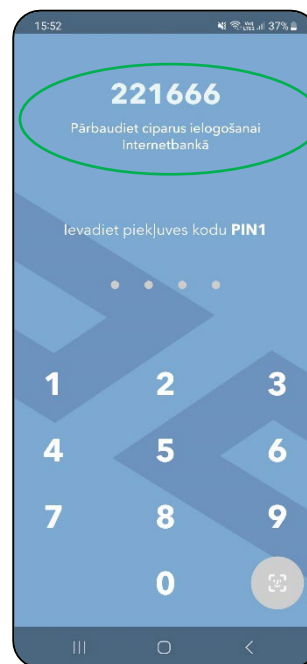 15:52
37%
221666
Pārbaudiet ciparus ielogošanai
Internetbankā
Ievadiet piekļuves kodu PIN1
1 2 3
4 5 6
7 8 9
0